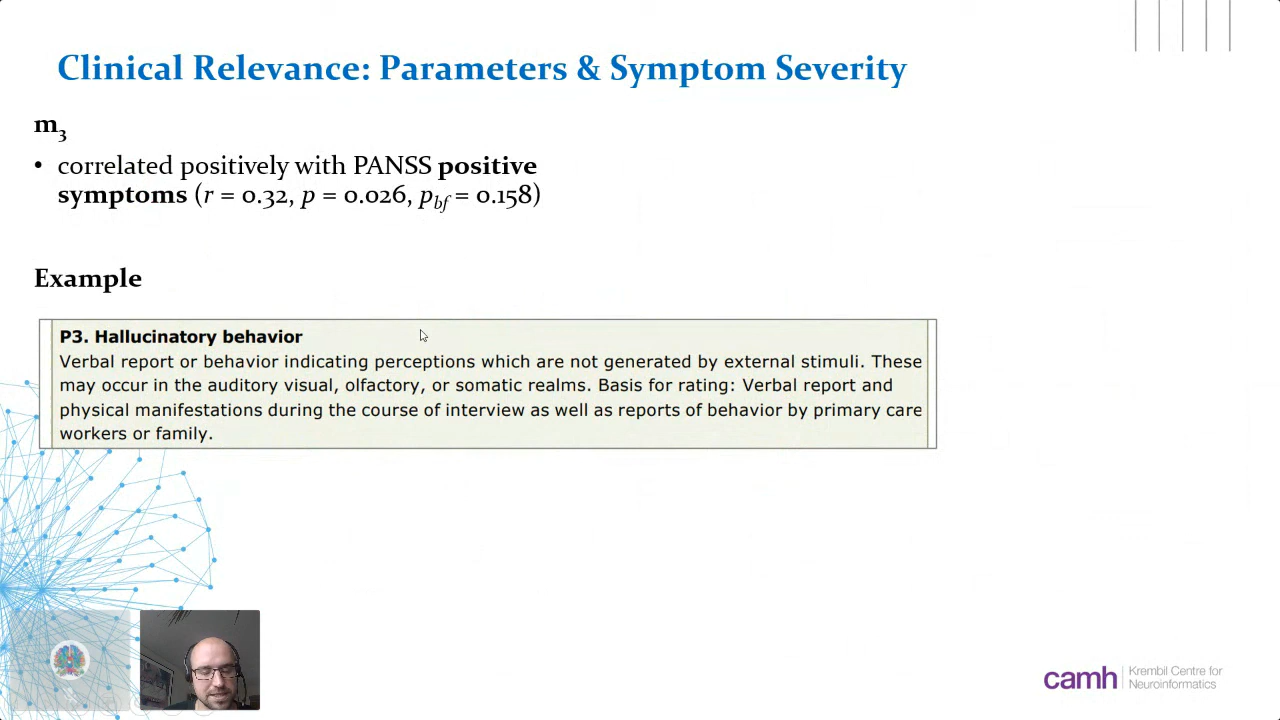 Clinical Relevance: Parameters & Symptom Severity
m₃
• correlated positively with PANSS positive
symptoms (r = 0.32, p = 0.026, p_bf = 0.158)
Example
P3. Hallucinatory behavior
Verbal report or behavior indicating perceptions which are not generated by external stimuli. These
may occur in the auditory visual, olfactory, or somatic realms. Basis for rating: Verbal report and
physical manifestations during the course of interview as well as reports of behavior by primary care
workers or family.
camh
Krembil Centre for
Neuroinformatics